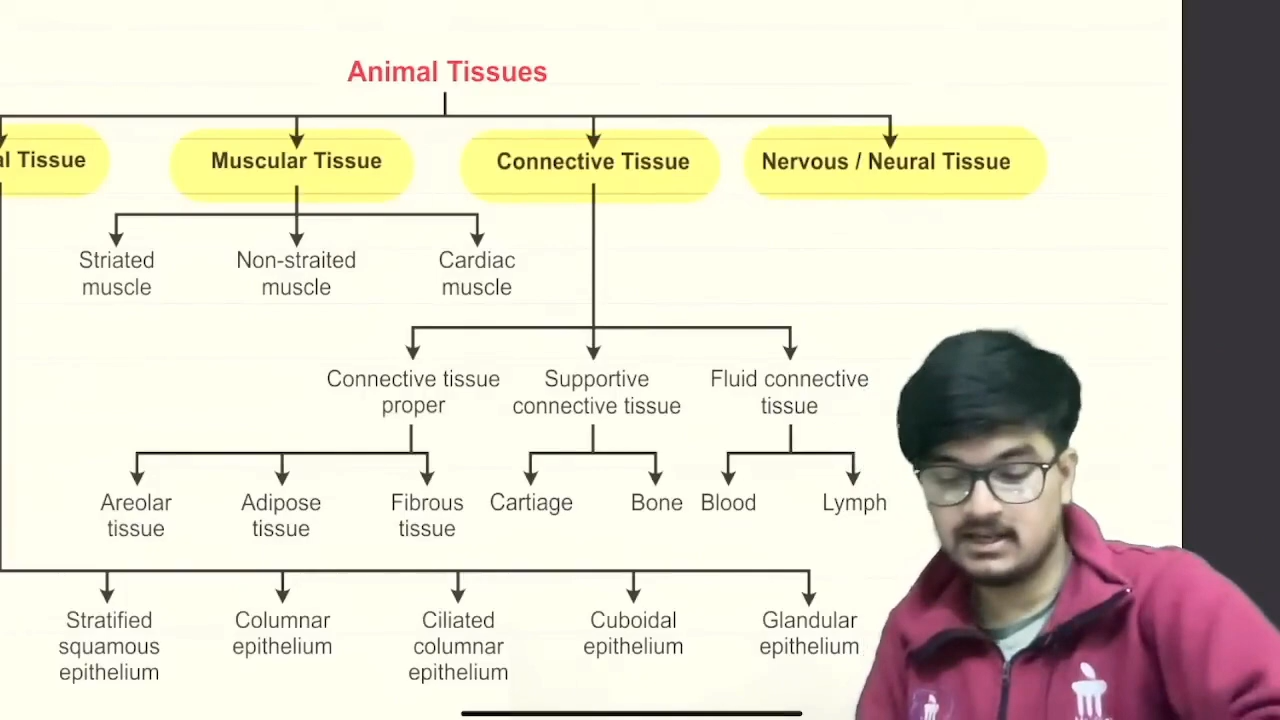 Animal Tissues
al Tissue
Muscular Tissue
Connective Tissue
Nervous / Neural Tissue
Striated
muscle
Non-straited
muscle
Cardiac
muscle
Connective tissue
proper
Supportive
connective tissue
Fluid connective
tissue
Areolar
tissue
Adipose
tissue
Fibrous
tissue
Cartiage
Bone
Blood
Lymph
Stratified
squamous
epithelium
Columnar
epithelium
Ciliated
columnar
epithelium
Cuboidal
epithelium
Glandular
epithelium